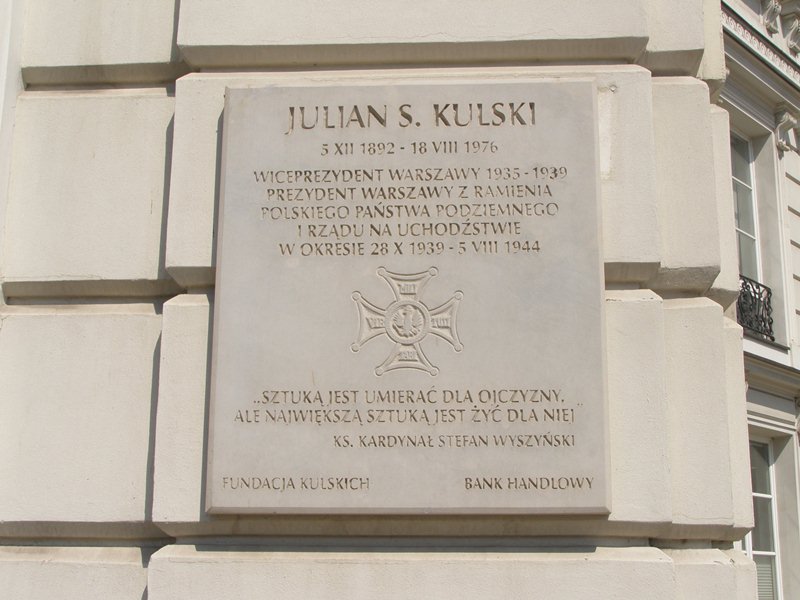 JULIAN S. KULSKI
5 XII 1892 - 18 VIII 1976
WICEPREZYDENT WARSZAWY 1935 - 1939
PREZYDENT WARSZAWY Z RAMIENIA
POLSKIEGO PAŃSTWA PODZIEMNEGO
I RZĄDU NA UCHODŹSTWIE
W OKRESIE 28 X 1939 - 5 VIII 1944
„SZTUKĄ JEST UMIERAĆ DLA OJCZYZNY,
ALE NAJWIĘKSZĄ SZTUKĄ JEST ŻYĆ DLA NIEJ”
KS. KARDYNAŁ STEFAN WYSZYŃSKI
FUNDACJA KULSKICH
BANK HANDLOWY